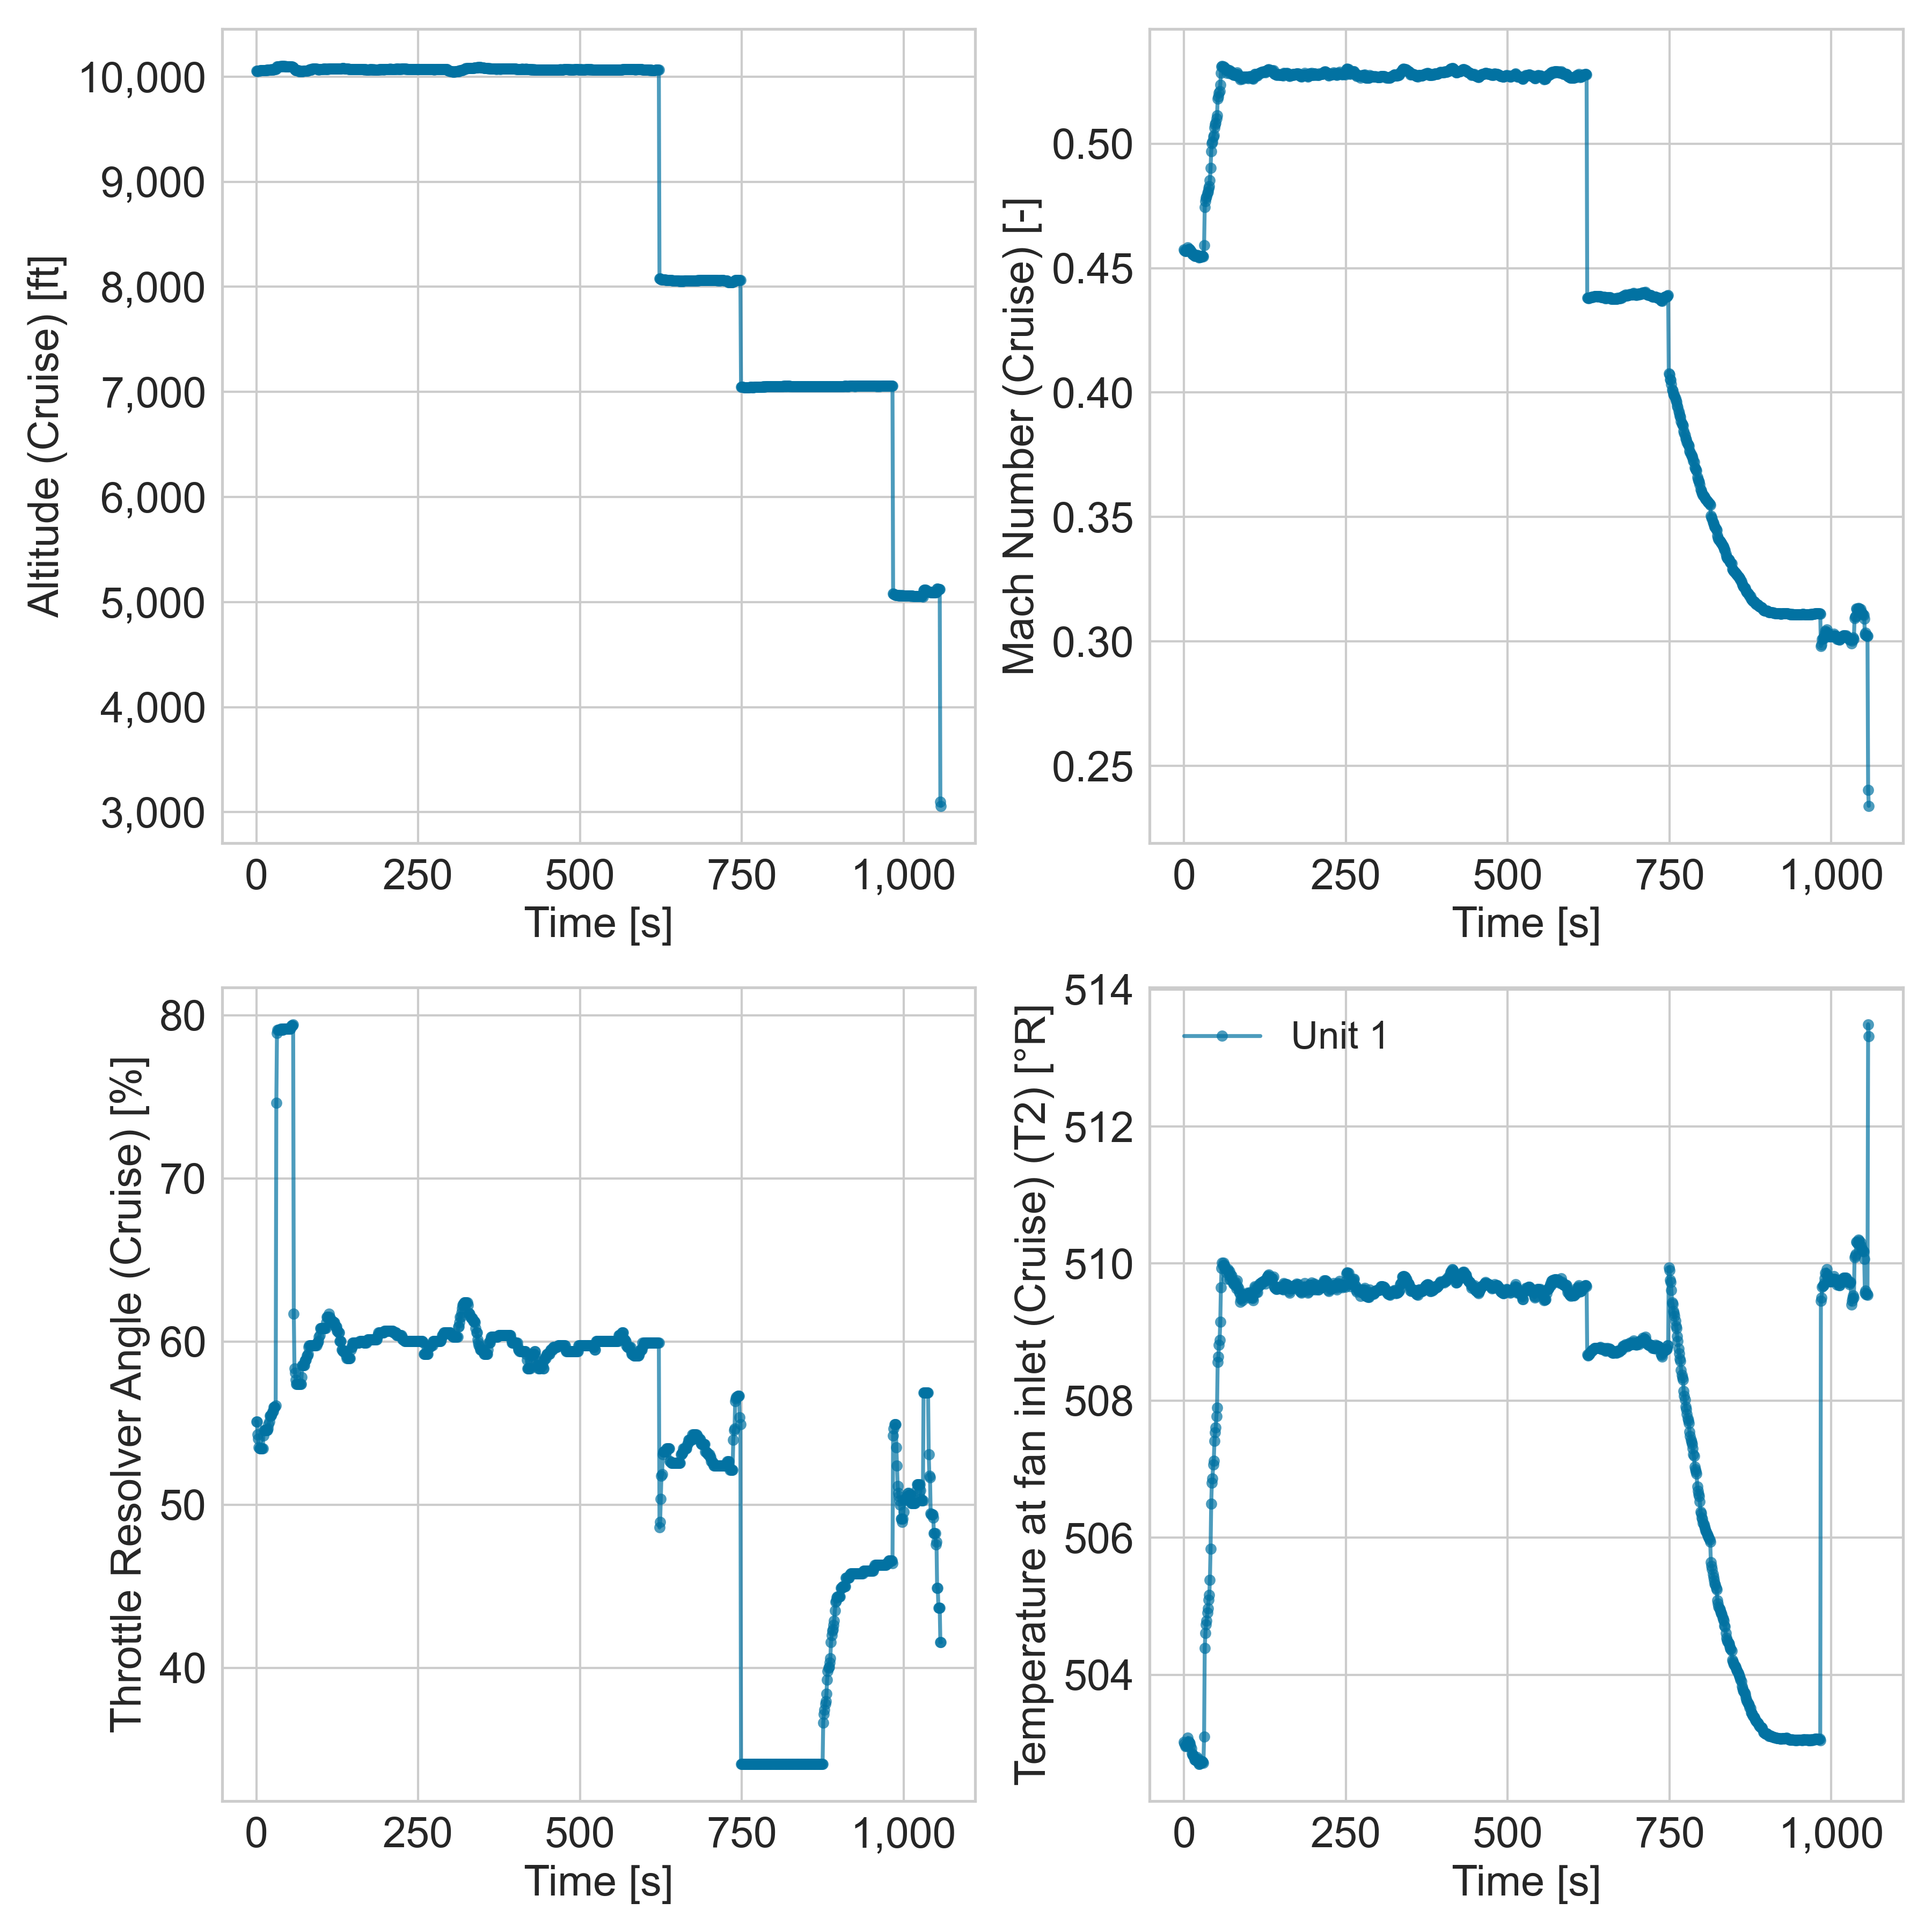 Altitude (Cruise) [ft]
10,000
9,000
8,000
7,000
6,000
5,000
4,000
3,000
0 250 500 750 1,000
Time [s]
Mach Number (Cruise) [-]
0.50
0.45
0.40
0.35
0.30
0.25
0 250 500 750 1,000
Time [s]
Throttle Resolver Angle (Cruise) [%]
80
70
60
50
40
0 250 500 750 1,000
Time [s]
Temperature at fan inlet (Cruise) (T2) [°R]
514
512
510
508
506
504
Unit 1
0 250 500 750 1,000
Time [s]